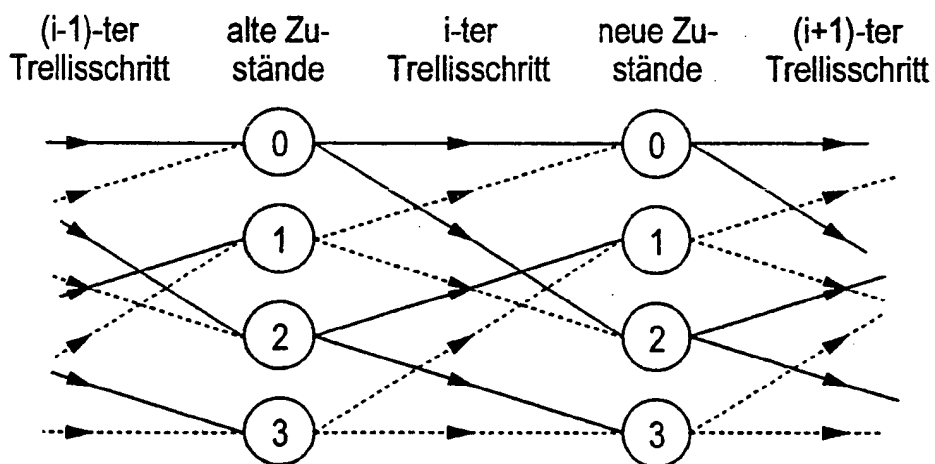 (i-1)-ter
Trellisschritt
alte Zu-
stände
i-ter
Trellisschritt
neue Zu-
stände
(i+1)-ter
Trellisschritt
0
0
1
1
2
2
3
3